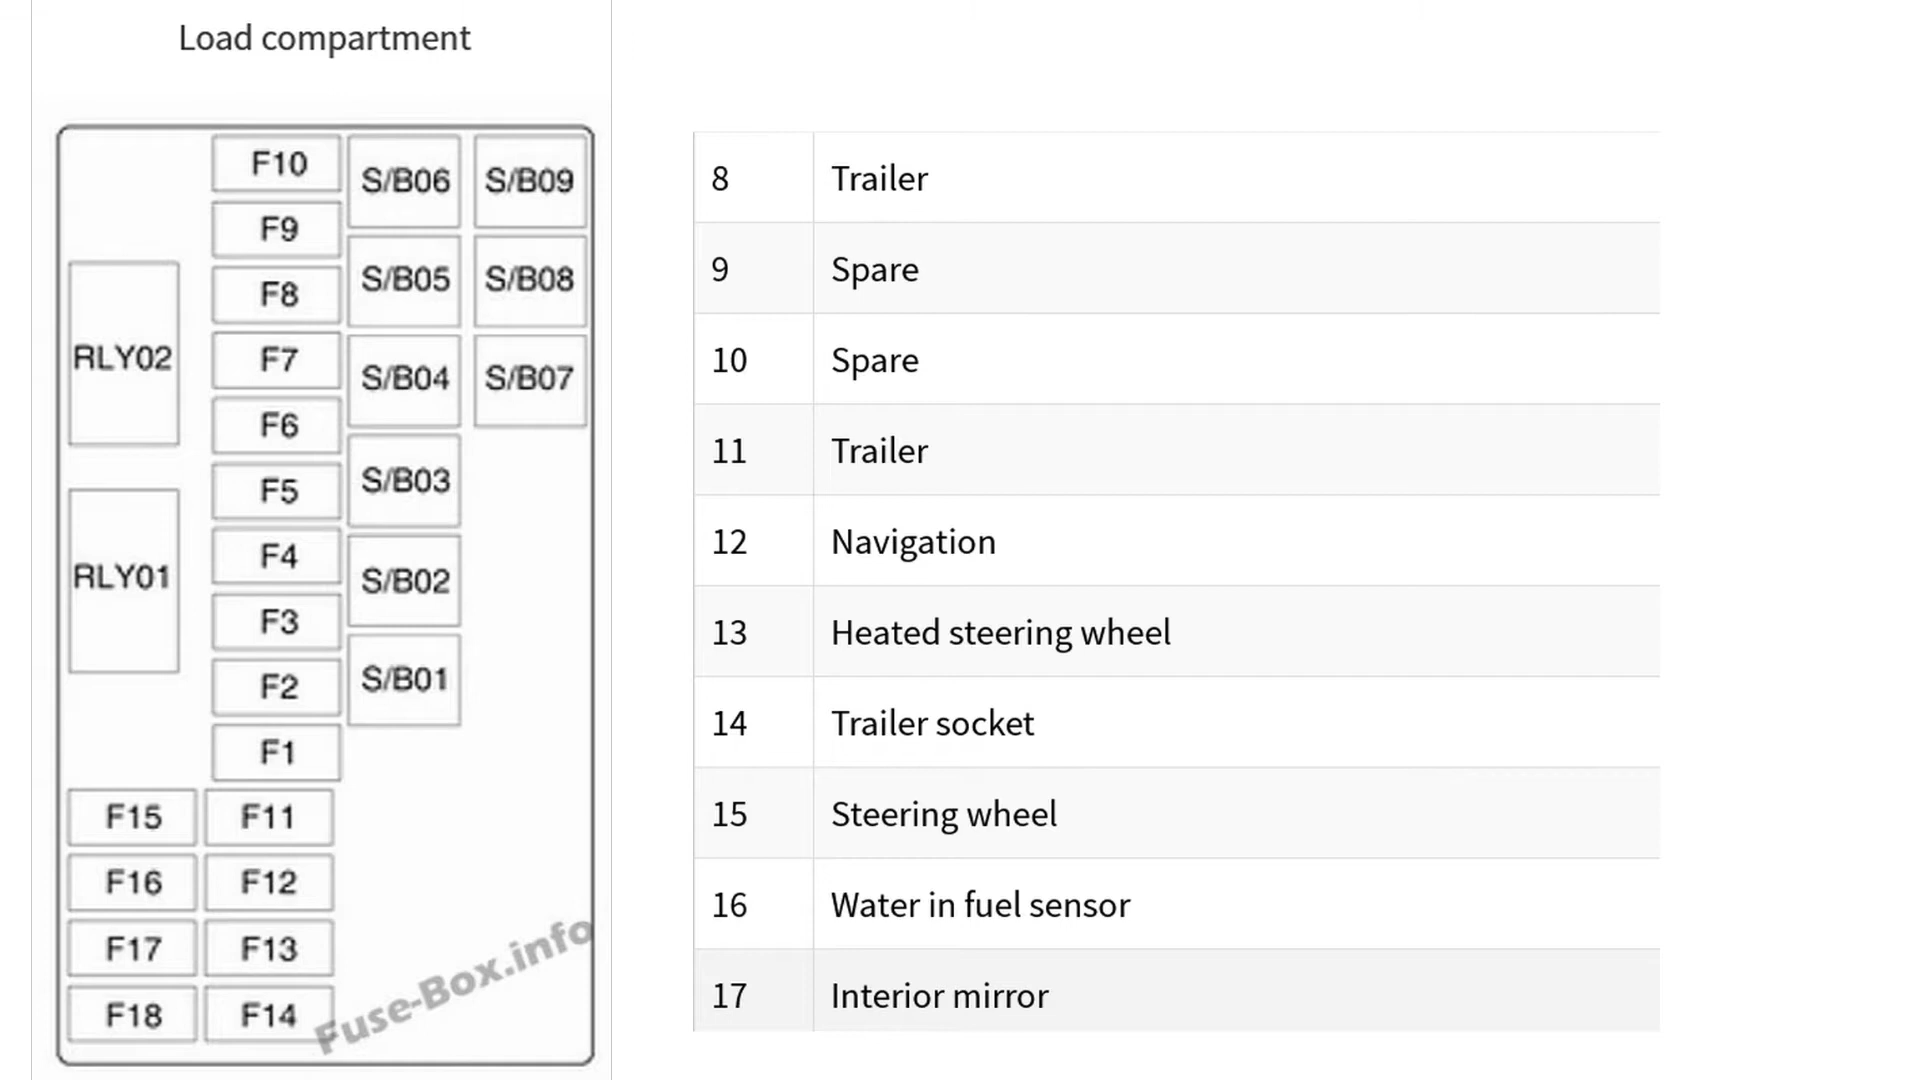 Load compartment
F10
S/B06
S/B09
F9
F8
S/B05
S/B08
RLY02
F7
S/B04
S/B07
F6
F5
S/B03
RLY01
F4
S/B02
F3
F2
S/B01
F1
F15
F11
F16
F12
F17
F13
F18
F14
Fuse-Box.info
8 Trailer
9 Spare
10 Spare
11 Trailer
12 Navigation
13 Heated steering wheel
14 Trailer socket
15 Steering wheel
16 Water in fuel sensor
17 Interior mirror